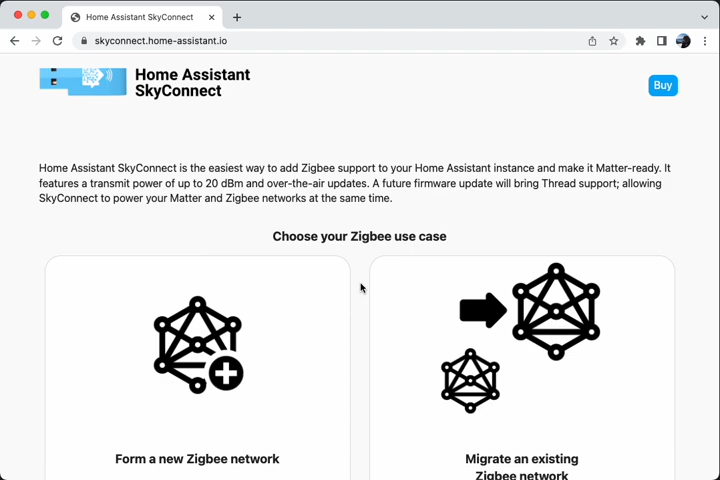 Home Assistant SkyConnect
skyconnect.home-assistant.io
Home Assistant
SkyConnect
Buy
Home Assistant SkyConnect is the easiest way to add Zigbee support to your Home Assistant instance and make it Matter-ready. It
features a transmit power of up to 20 dBm and over-the-air updates. A future firmware update will bring Thread support; allowing
SkyConnect to power your Matter and Zigbee networks at the same time.
Choose your Zigbee use case
Form a new Zigbee network
Migrate an existing
Zigbee network